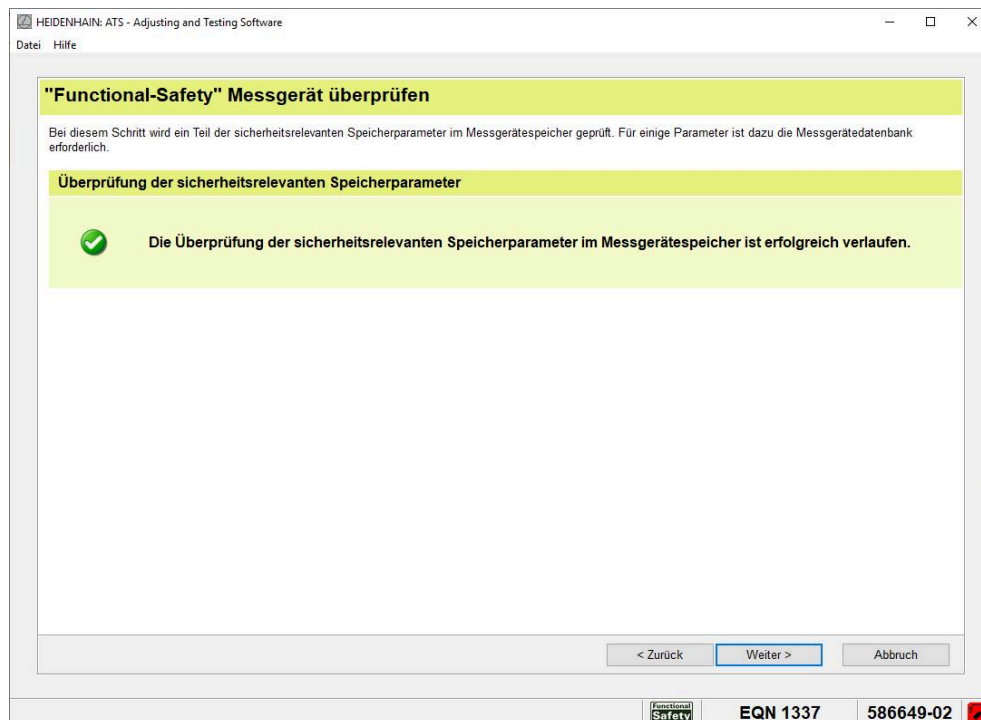 HEIDENHAIN: ATS - Adjusting and Testing Software
Datei Hilfe
"Functional-Safety" Messgerät überprüfen
Bei diesem Schritt wird ein Teil der sicherheitsrelevanten Speicherparameter im Messgerätespeicher geprüft. Für einige Parameter ist dazu die Messgerätedatenbank
erforderlich.
Überprüfung der sicherheitsrelevanten Speicherparameter
Die Überprüfung der sicherheitsrelevanten Speicherparameter im Messgerätespeicher ist erfolgreich verlaufen.
< Zurück Weiter > Abbruch
Functional
Safety EQN 1337 586649-02